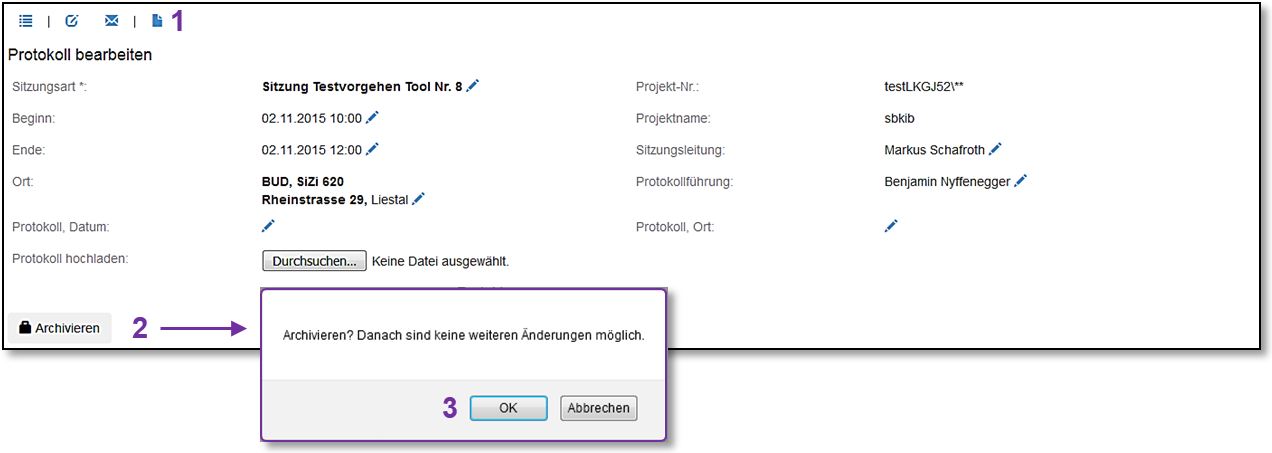 | | 1
Protokoll bearbeiten
Sitzungsart *: Sitzung Testvorgehen Tool Nr. 8 Projekt-Nr.: testLKGJ52\**
Beginn: 02.11.2015 10:00 Projektname: sbkib
Ende: 02.11.2015 12:00 Sitzungsleitung: Markus Schafroth
Ort: BUD, SiZi 620 Protokollführung: Benjamin Nyffenegger
Rheinstrasse 29, Liestal
Protokoll, Datum: Protokoll, Ort:
Protokoll hochladen: Durchsuchen... Keine Datei ausgewählt.
Archivieren 2
Archivieren? Danach sind keine weiteren Änderungen möglich.
3 OK Abbrechen